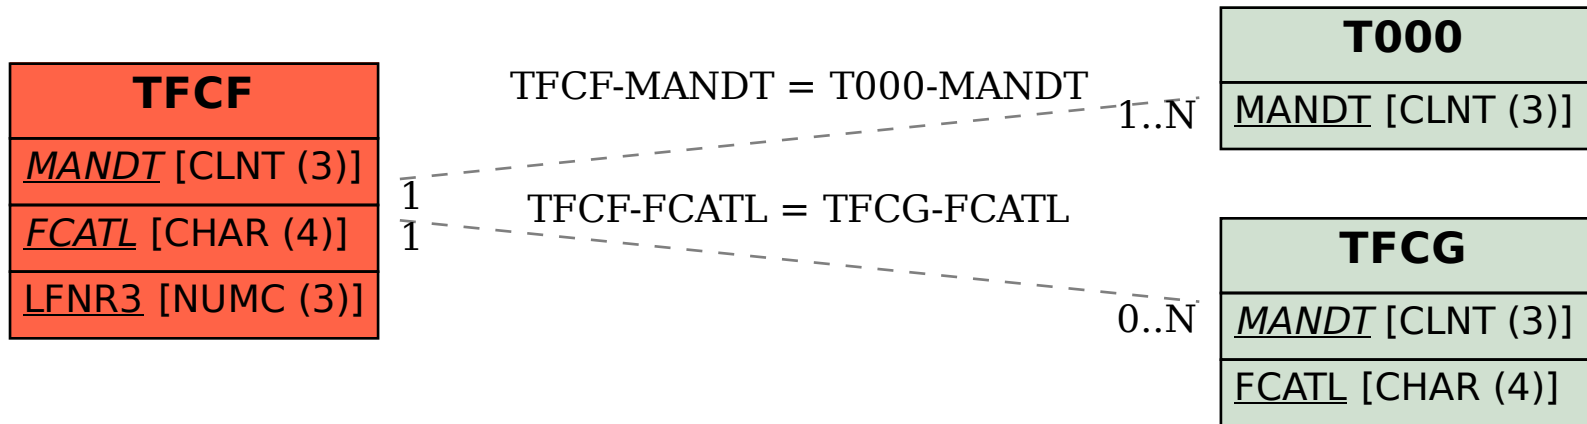 TFCF
MANDT [CLNT (3)]
FCATL [CHAR (4)]
LFNR3 [NUMC (3)]
TFCF-MANDT = T000-MANDT
1
1..N
TFCF-FCATL = TFCG-FCATL
1
0..N
T000
MANDT [CLNT (3)]
TFCG
MANDT [CLNT (3)]
FCATL [CHAR (4)]